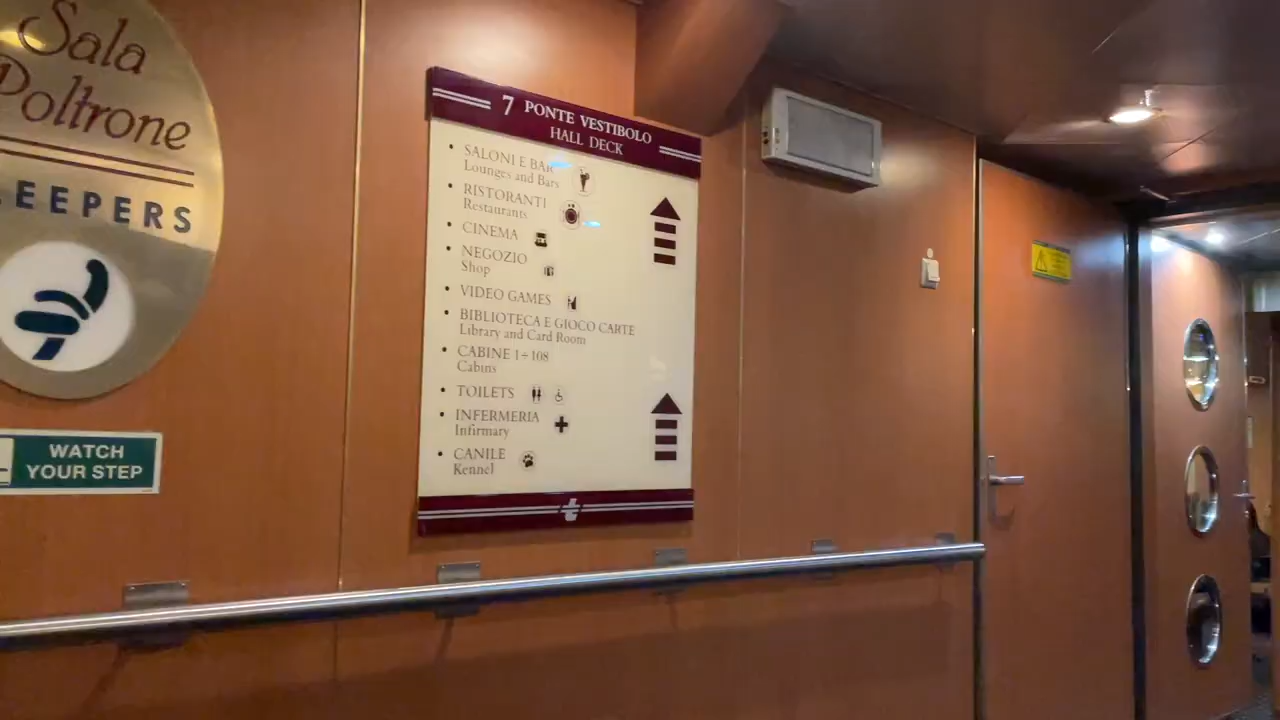 Sala
Poltrone
EEPERS
WATCH
YOUR STEP
7 PONTE VESTIBOLO
HALL DECK
• SALONI E BAR
Lounges and Bars
• RISTORANTI
Restaurants
• CINEMA
• NEGOZIO
Shop
• VIDEO GAMES
• BIBLIOTECA E GIOCO CARTE
Library and Card Room
• CABINE 1÷108
Cabins
• TOILETS
• INFERMERIA
Infirmary
• CANILE
Kennel